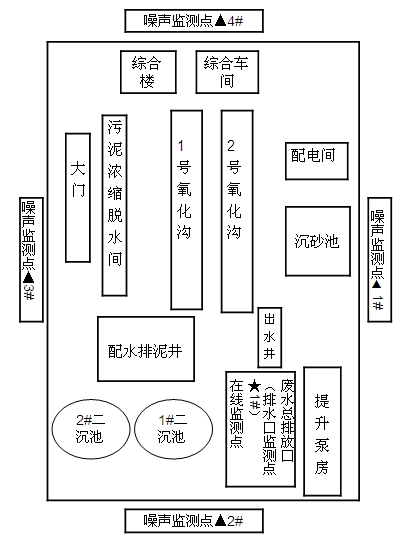 噪声监测点▲4#
综合
楼
综合车
间
污泥浓缩脱水间
大门
1号氧化沟
2号氧化沟
配电间
沉砂池
噪声监测点▲3#
噪声监测点▲1#
出水井
配水排泥井
2#二
沉池
1#二
沉池
废水总排放口
(排水口监测点
★1#)
在线监测点
提升泵房
噪声监测点▲2#